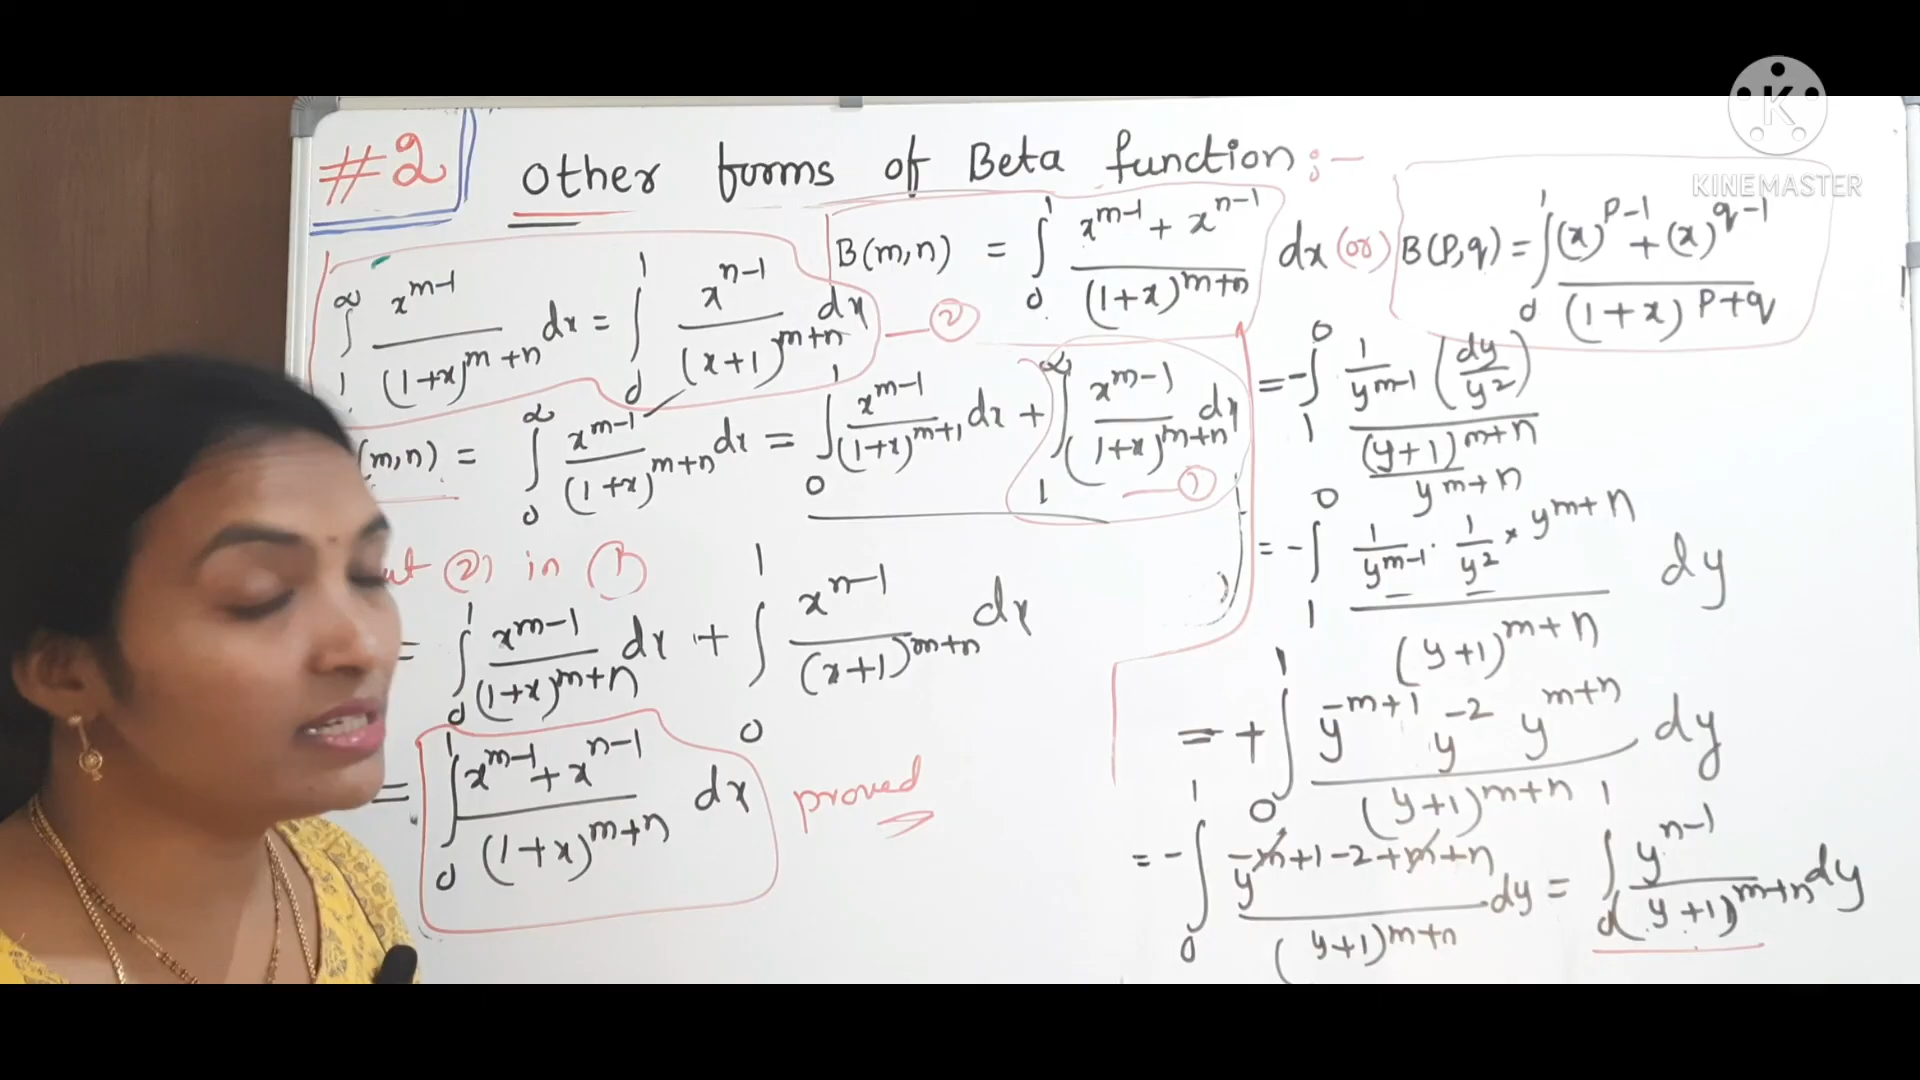 #2 Other forms of Beta function :-
B(m,n) = ∫₀¹ (x^{m-1} + x^{n-1}) / (1+x)^{m+n} dx (or) B(p,q) = ∫₀¹ ((x)^{p-1} + (x)^{q-1}) / (1+x)^{p+q}
∫₁^∞ x^{m-1} / (1+x)^{m+n} dx = ∫₀¹ x^{n-1} / (x+1)^{m+n} dx — ②
(m,n) = ∫₀^∞ x^{m-1} / (1+x)^{m+n} dx = ∫₀¹ x^{m-1} / (1+x)^{m+1} dx + ∫₁^∞ x^{m-1} / (1+x)^{m+n} dx — ①
ut ② in ①
= ∫₀¹ x^{m-1} / (1+x)^{m+n} dx + ∫₀¹ x^{n-1} / (x+1)^{m+n} dx
= ∫₀¹ (x^{m-1} + x^{n-1}) / (1+x)^{m+n} dx proved
= -∫₁⁰ (1/y^{m-1} (dy/y²)) / ((y+1)^{m+n} / y^{m+n})
= -∫₁⁰ (1/y^{m-1} · 1/y² × y^{m+n}) / (y+1)^{m+n} dy
= +∫₀¹ (y^{-m+1} y^{-2} y^{m+n}) / (y+1)^{m+n} dy
= -∫₀¹ y^{-m+1-2+m+n} / (y+1)^{m+n} dy = ∫₀¹ y^{n-1} / (y+1)^{m+n} dy
K
KINEMASTER